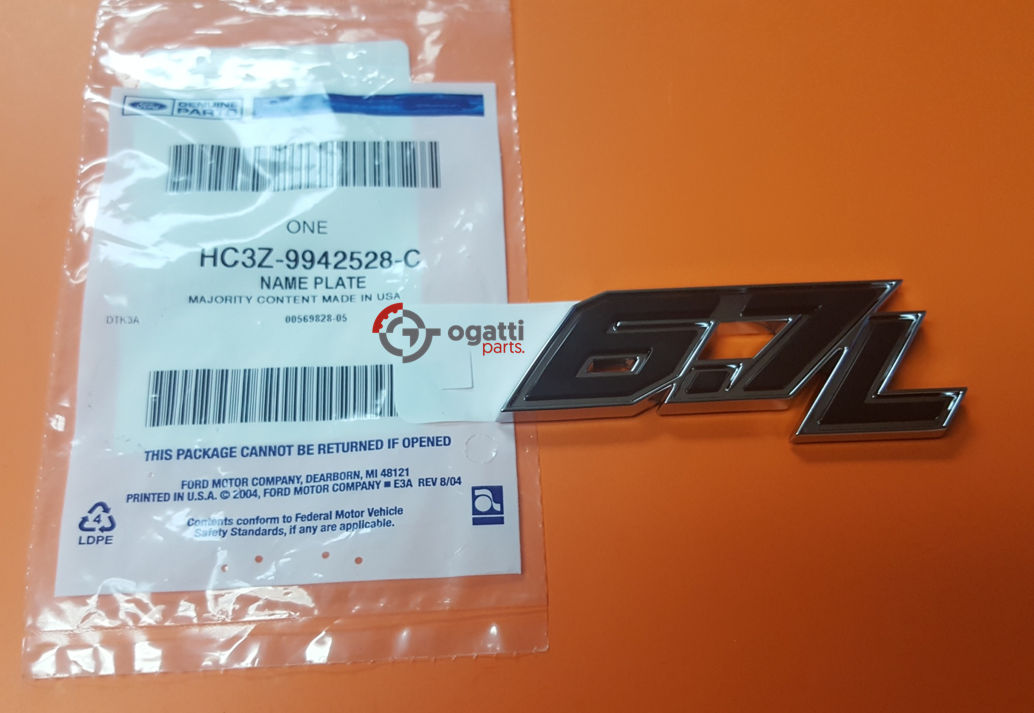 Ford GENUINE
PARTS
ONE
HC3Z-9942528-C
NAME PLATE
MAJORITY CONTENT MADE IN USA
DTK3A 00569828-05
ogatti
parts.
6.7L
THIS PACKAGE CANNOT BE RETURNED IF OPENED
FORD MOTOR COMPANY, DEARBORN, MI 48121
PRINTED IN U.S.A. © 2004, FORD MOTOR COMPANY ■ E3A REV 8/04
Contents conform to Federal Motor Vehicle
Safety Standards, if any are applicable.
4
LDPE
a